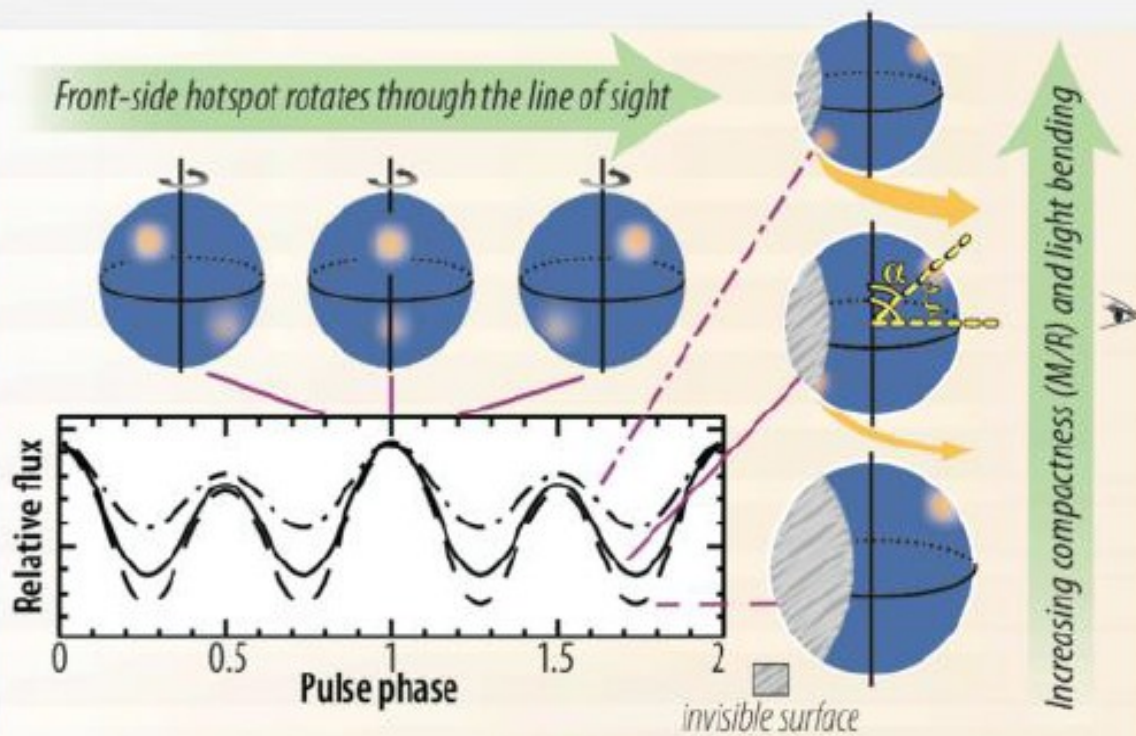 Front-side hotspot rotates through the line of sight
Increasing compactness (M/R) and light bending
α
ξ
Relative flux
0
0.5
1
1.5
2
Pulse phase
invisible surface